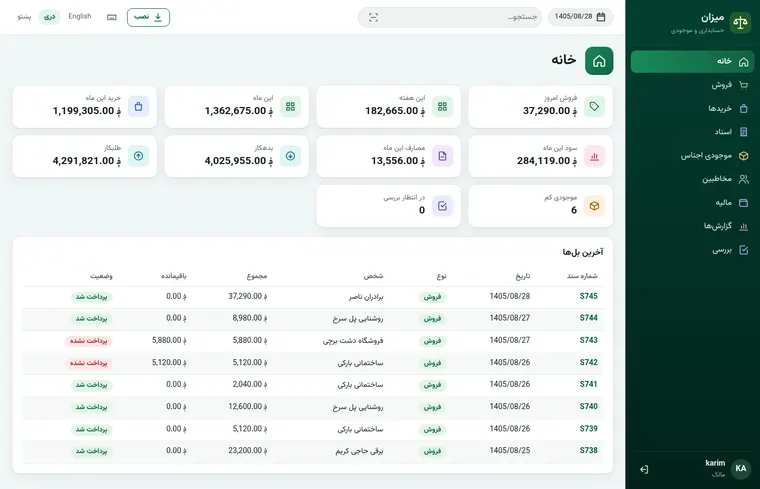 میزان
حسابداری و موجودی
خانه
فروش
خریدها
اسناد
موجودی اجناس
مخاطبین
مالیه
گزارش‌ها
بررسی
KA
karim
مالک
1405/08/28
جستجو...
نصب
English
دری
پښتو
خانه
فروش امروز
؋ 37,290.00
این هفته
؋ 182,665.00
این ماه
؋ 1,362,675.00
خرید این ماه
؋ 1,199,305.00
سود این ماه
؋ 284,119.00
مصارف این ماه
؋ 13,556.00
بدهکار
؋ 4,025,955.00
طلبکار
؋ 4,291,821.00
موجودی کم
6
در انتظار بررسی
0
آخرین بل‌ها
شماره سند تاریخ نوع شخص مجموع باقیمانده وضعیت
S745 1405/08/28 فروش برادران ناصر ؋ 37,290.00 ؋ 0.00 پرداخت شد
S744 1405/08/27 فروش روشنایی پل سرخ ؋ 8,980.00 ؋ 0.00 پرداخت شد
S743 1405/08/27 فروش فروشگاه دشت برچی ؋ 5,880.00 ؋ 5,880.00 پرداخت نشده
S742 1405/08/26 فروش ساختمانی بارکی ؋ 5,120.00 ؋ 5,120.00 پرداخت نشده
S741 1405/08/26 فروش ساختمانی بارکی ؋ 2,040.00 ؋ 0.00 پرداخت شد
S740 1405/08/26 فروش روشنایی پل سرخ ؋ 12,600.00 ؋ 0.00 پرداخت شد
S739 1405/08/26 فروش ساختمانی بارکی ؋ 5,120.00 ؋ 0.00 پرداخت شد
S738 1405/08/25 فروش برقی حاجی کریم ؋ 23,200.00 ؋ 0.00 پرداخت شد